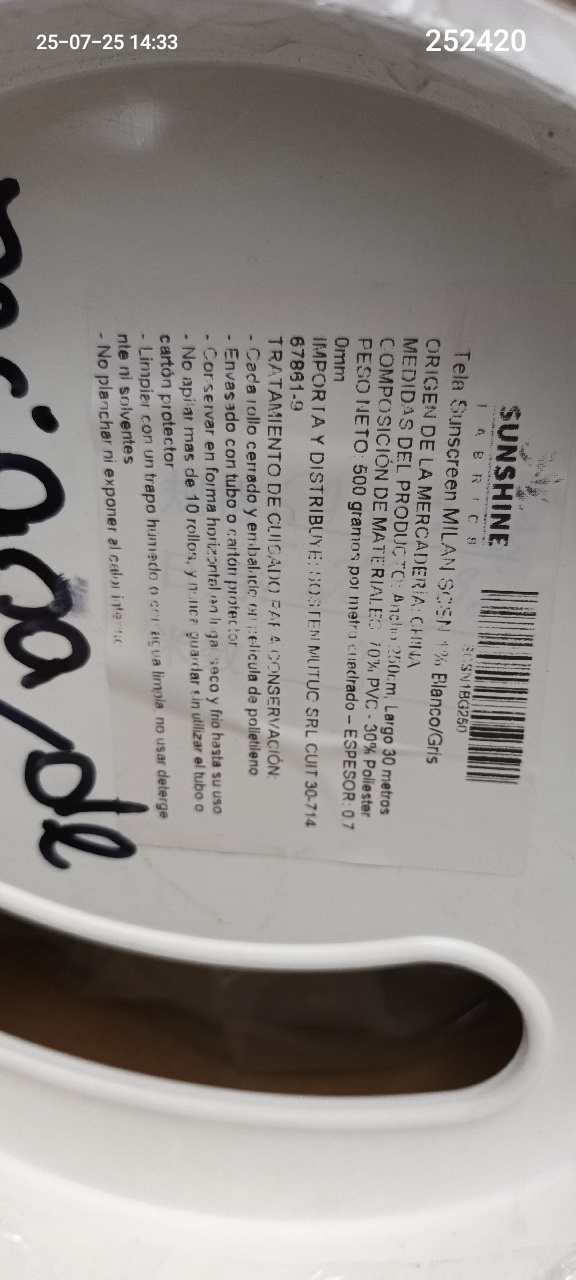 25-07-25 14:33
252420
SUNSHINE
FABRICS
SCSN1BG250
Tela Sunscreen MILAN SCSN 1% Blanco/Gris
ORIGEN DE LA MERCADERIA: CHINA
MEDIDAS DEL PRODUCTO: Ancho 250cm, Largo 30 metros
COMPOSICIÓN DE MATERIALES: 70% PVC - 30% Poliester
PESO NETO: 500 gramos por metro cuadrado – ESPESOR: 0.7
0mm
IMPORTA Y DISTRIBUYE: SOSTEN MUTUC SRL CUIT 30-714
67861-9
TRATAMIENTO DE CUIDADO PARA CONSERVACIÓN:
- Cada rollo cerrado y embalado en película de polietileno
- Envasado con tubo o cartón protector
- Conservar en forma horizontal en lugar seco y frio hasta su uso
- No apilar mas de 10 rollos, y nunca guardar sin utilizar el tubo o
cartón protector
- Limpiar con un trapo humedo o con agua limpia, no usar deterge
nte ni solventes
- No planchar ni exponer al calor intenso
de